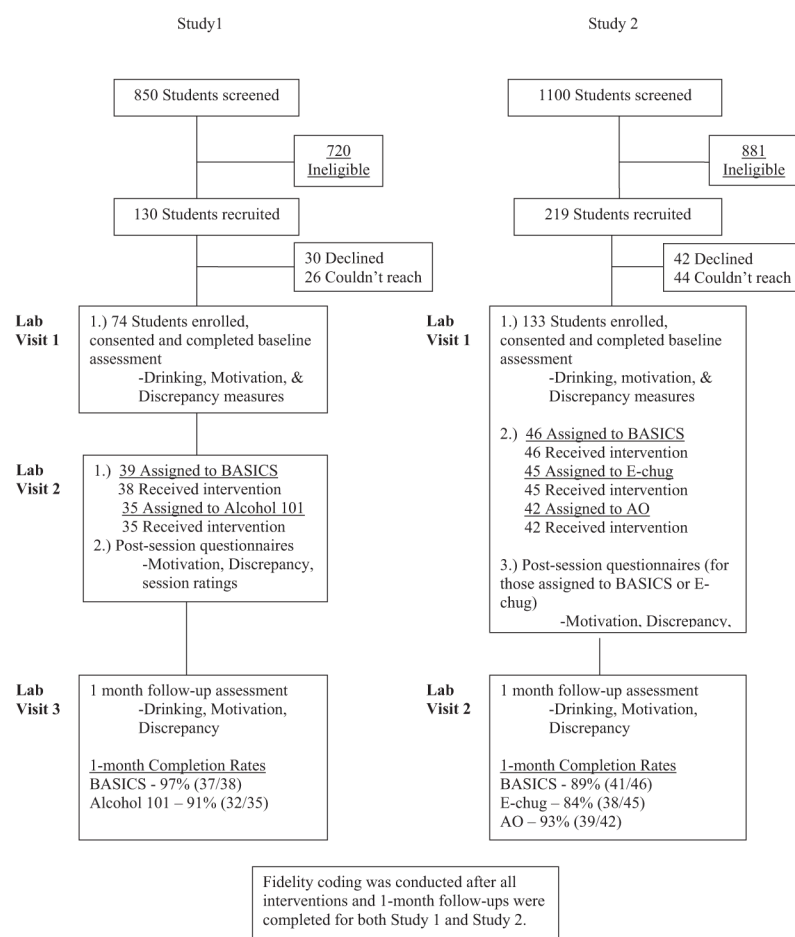 Study1
850 Students screened
720
Ineligible
130 Students recruited
30 Declined
26 Couldn't reach
Lab
Visit 1
1.) 74 Students enrolled,
consented and completed baseline
assessment
-Drinking, Motivation, &
Discrepancy measures
Lab
Visit 2
1.) 39 Assigned to BASICS
38 Received intervention
35 Assigned to Alcohol 101
35 Received intervention
2.) Post-session questionnaires
-Motivation, Discrepancy,
session ratings
Lab
Visit 3
1 month follow-up assessment
-Drinking, Motivation,
Discrepancy
1-month Completion Rates
BASICS - 97% (37/38)
Alcohol 101 – 91% (32/35)
Study 2
1100 Students screened
881
Ineligible
219 Students recruited
42 Declined
44 Couldn't reach
Lab
Visit 1
1.) 133 Students enrolled,
consented and completed baseline
assessment
-Drinking, motivation, &
Discrepancy measures
2.) 46 Assigned to BASICS
46 Received intervention
45 Assigned to E-chug
45 Received intervention
42 Assigned to AO
42 Received intervention
3.) Post-session questionnaires (for
those assigned to BASICS or E-
chug)
-Motivation, Discrepancy,
Lab
Visit 2
1 month follow-up assessment
-Drinking, Motivation,
Discrepancy
1-month Completion Rates
BASICS - 89% (41/46)
E-chug – 84% (38/45)
AO – 93% (39/42)
Fidelity coding was conducted after all
interventions and 1-month follow-ups were
completed for both Study 1 and Study 2.